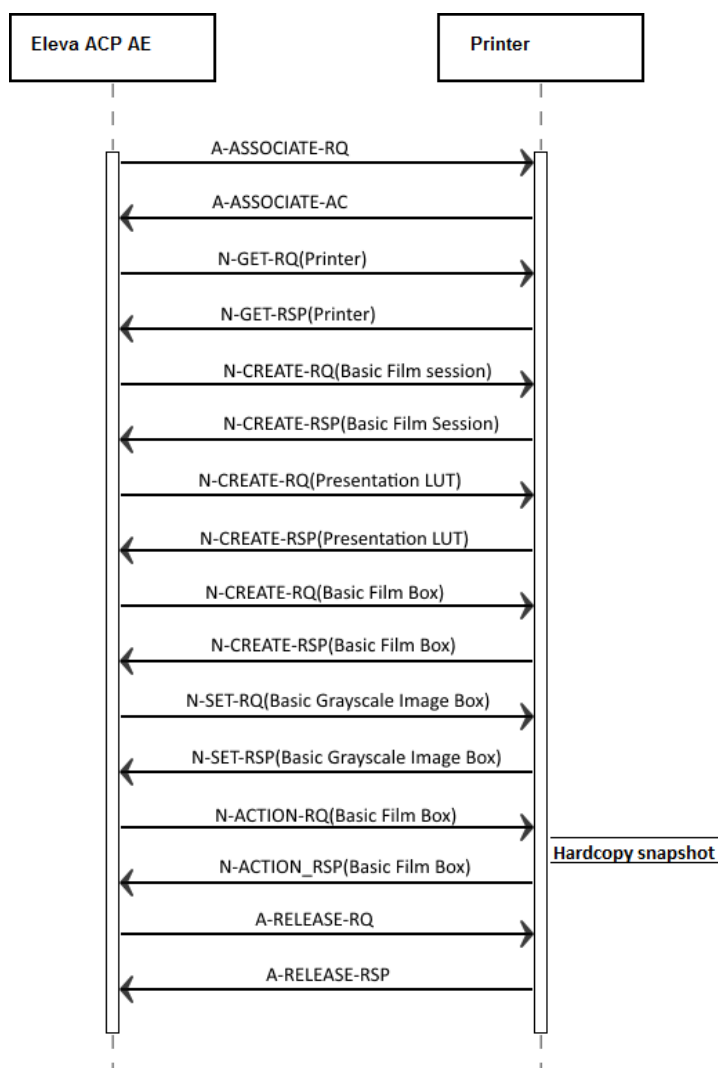 Eleva ACP AE
Printer
A-ASSOCIATE-RQ
A-ASSOCIATE-AC
N-GET-RQ(Printer)
N-GET-RSP(Printer)
N-CREATE-RQ(Basic Film session)
N-CREATE-RSP(Basic Film Session)
N-CREATE-RQ(Presentation LUT)
N-CREATE-RSP(Presentation LUT)
N-CREATE-RQ(Basic Film Box)
N-CREATE-RSP(Basic Film Box)
N-SET-RQ(Basic Grayscale Image Box)
N-SET-RSP(Basic Grayscale Image Box)
N-ACTION-RQ(Basic Film Box)
Hardcopy snapshot
N-ACTION_RSP(Basic Film Box)
A-RELEASE-RQ
A-RELEASE-RSP